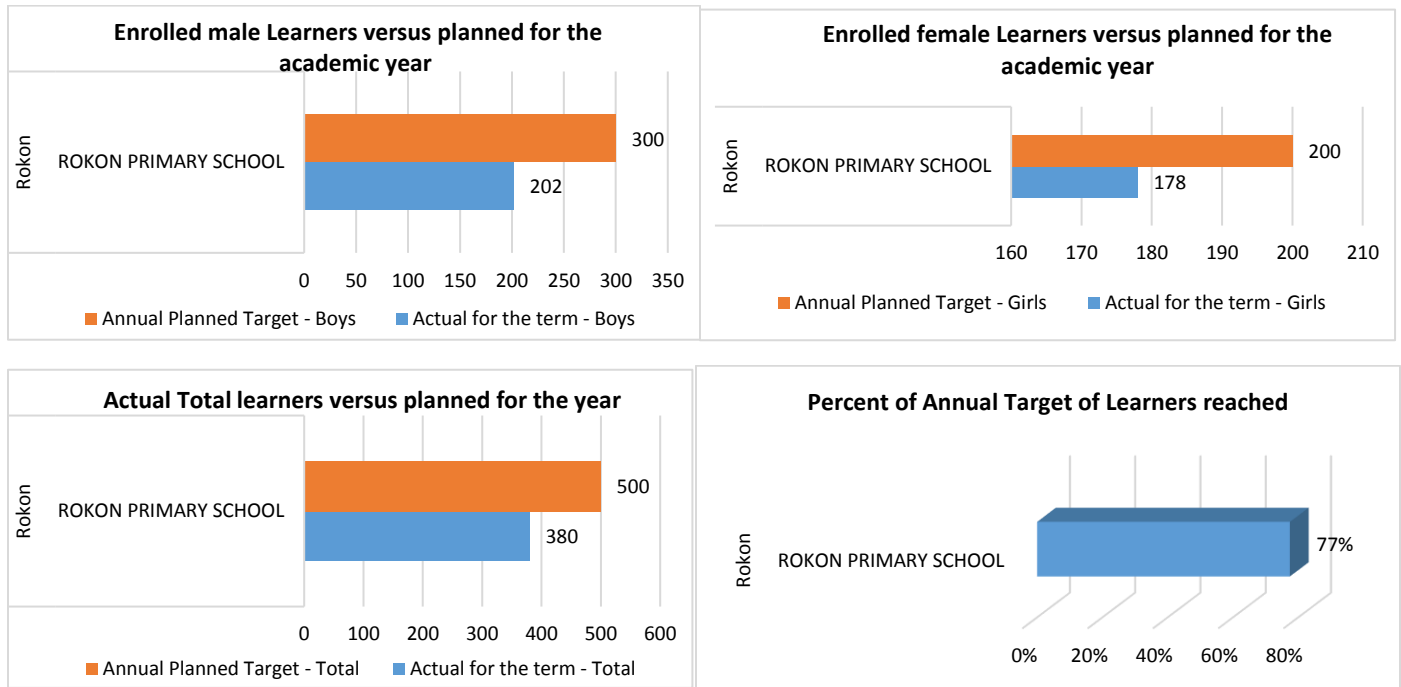 Enrolled male Learners versus planned for the
academic year
Rokon
ROKON PRIMARY SCHOOL
300
202
0 50 100 150 200 250 300 350
Annual Planned Target - Boys Actual for the term - Boys
Enrolled female Learners versus planned for the
academic year
Rokon
ROKON PRIMARY SCHOOL
200
178
160 170 180 190 200 210
Annual Planned Target - Girls Actual for the term - Girls
Actual Total learners versus planned for the year
Rokon
ROKON PRIMARY SCHOOL
500
380
0 100 200 300 400 500 600
Annual Planned Target - Total Actual for the term - Total
Percent of Annual Target of Learners reached
Rokon
ROKON PRIMARY SCHOOL
77%
0% 20% 40% 60% 80%